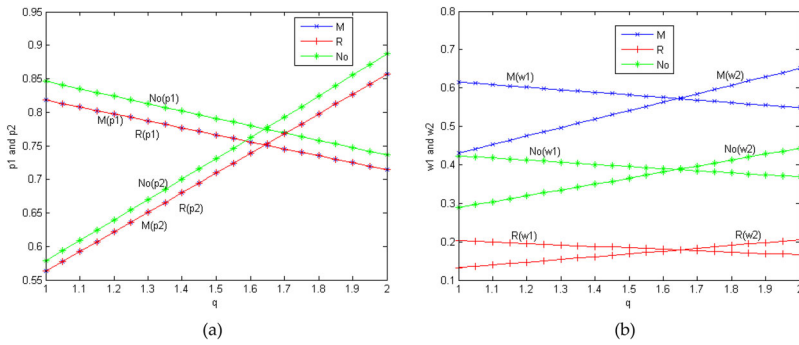 0.95
0.9
0.85
0.8
0.75
0.7
0.65
0.6
0.55
p1 and p2
1 1.1 1.2 1.3 1.4 1.5 1.6 1.7 1.8 1.9 2
q
M
R
No
No(p1)
M(p1)
R(p1)
No(p2)
R(p2)
M(p2)
(a)
0.8
0.7
0.6
0.5
0.4
0.3
0.2
0.1
w1 and w2
1 1.1 1.2 1.3 1.4 1.5 1.6 1.7 1.8 1.9 2
q
M
R
No
M(w1)
M(w2)
No(w1)
No(w2)
R(w1)
R(w2)
(b)